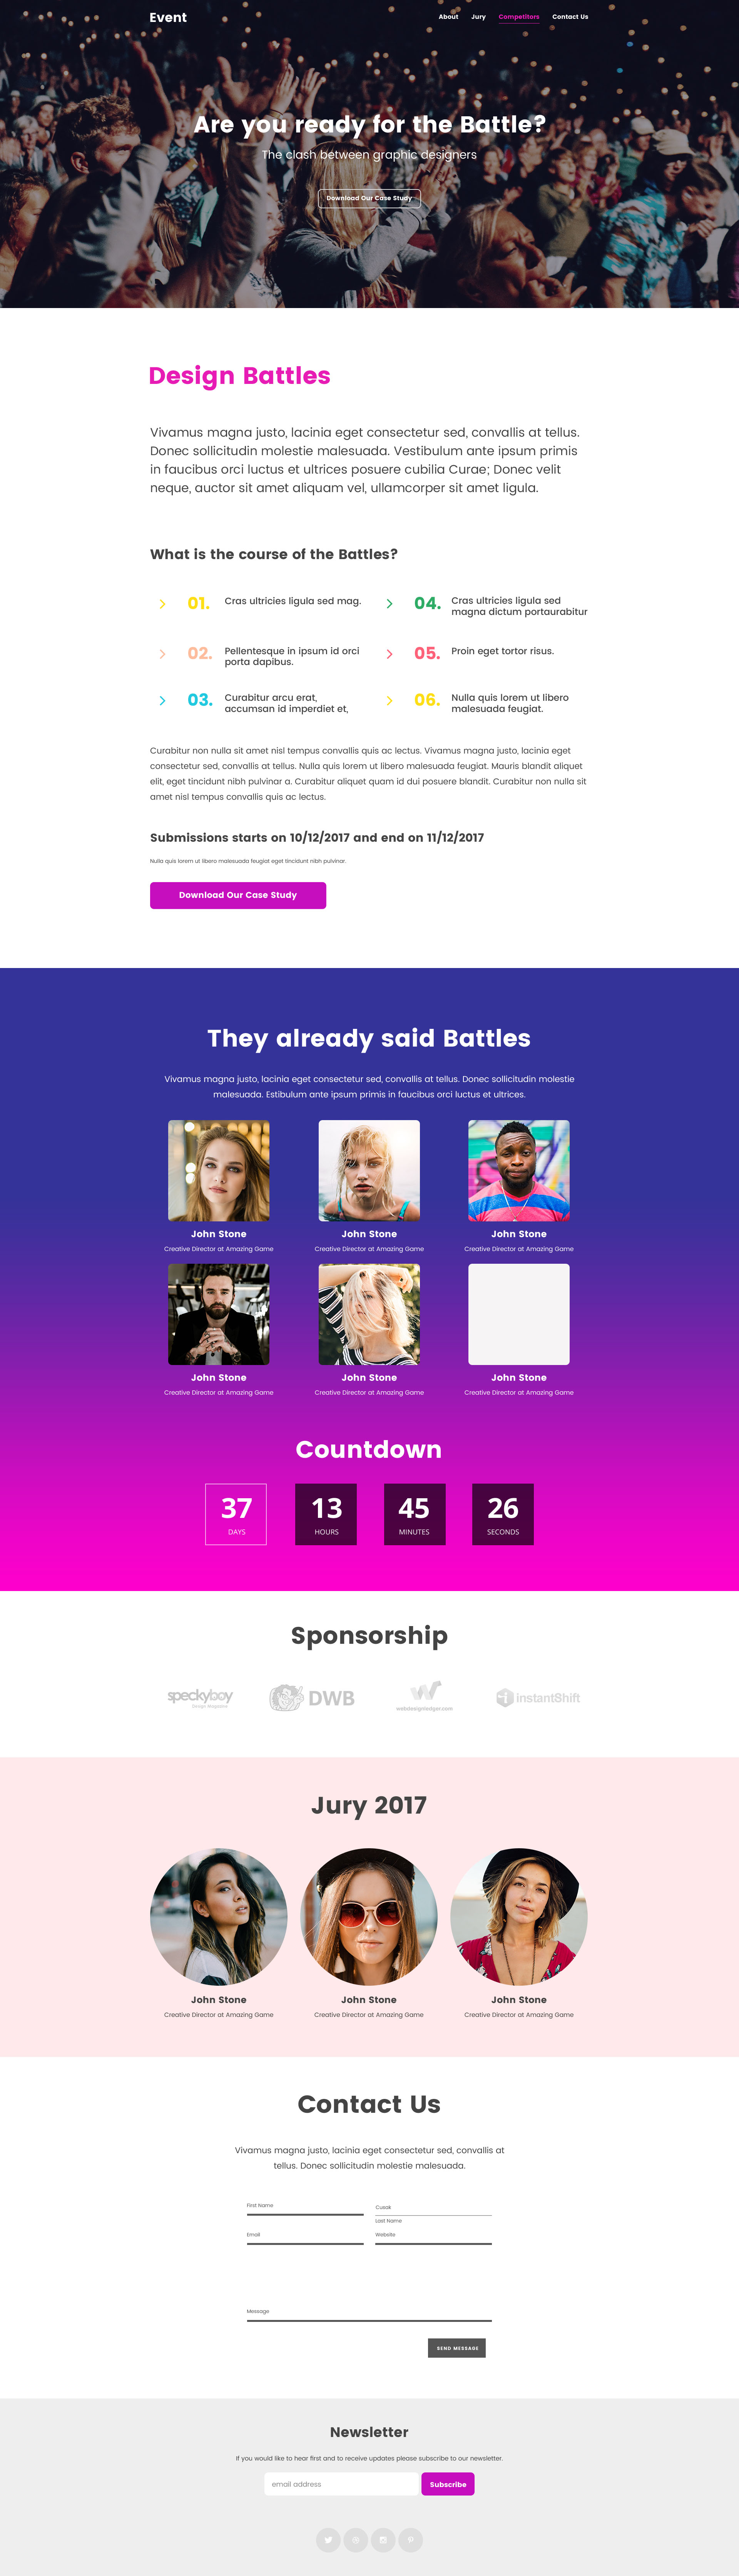 Event
About Jury Competitors Contact Us
Are you ready for the Battle?
The clash between graphic designers
Download Our Case Study
Design Battles
Vivamus magna justo, lacinia eget consectetur sed, convallis at tellus.
Donec sollicitudin molestie malesuada. Vestibulum ante ipsum primis
in faucibus orci luctus et ultrices posuere cubilia Curae; Donec velit
neque, auctor sit amet aliquam vel, ullamcorper sit amet ligula.
What is the course of the Battles?
01. Cras ultricies ligula sed mag.
04. Cras ultricies ligula sed
magna dictum portaurabitur
02. Pellentesque in ipsum id orci
porta dapibus.
05. Proin eget tortor risus.
03. Curabitur arcu erat,
accumsan id imperdiet et,
06. Nulla quis lorem ut libero
malesuada feugiat.
Curabitur non nulla sit amet nisl tempus convallis quis ac lectus. Vivamus magna justo, lacinia eget
consectetur sed, convallis at tellus. Nulla quis lorem ut libero malesuada feugiat. Mauris blandit aliquet
elit, eget tincidunt nibh pulvinar a. Curabitur aliquet quam id dui posuere blandit. Curabitur non nulla sit
amet nisl tempus convallis quis ac lectus.
Submissions starts on 10/12/2017 and end on 11/12/2017
Nulla quis lorem ut libero malesuada feugiat eget tincidunt nibh pulvinar.
Download Our Case Study
They already said Battles
Vivamus magna justo, lacinia eget consectetur sed, convallis at tellus. Donec sollicitudin molestie
malesuada. Estibulum ante ipsum primis in faucibus orci luctus et ultrices.
John Stone John Stone John Stone
Creative Director at Amazing Game Creative Director at Amazing Game Creative Director at Amazing Game
John Stone John Stone John Stone
Creative Director at Amazing Game Creative Director at Amazing Game Creative Director at Amazing Game
Countdown
37 13 45 26
DAYS HOURS MINUTES SECONDS
Sponsorship
speckyboy
Design Magazine
DWB
webdesignledger.com
instantShift
Jury 2017
John Stone John Stone John Stone
Creative Director at Amazing Game Creative Director at Amazing Game Creative Director at Amazing Game
Contact Us
Vivamus magna justo, lacinia eget consectetur sed, convallis at
tellus. Donec sollicitudin molestie malesuada.
First Name Cusak
Last Name
Email Website
Message
SEND MESSAGE
Newsletter
If you would like to hear first and to receive updates please subscribe to our newsletter.
email address Subscribe